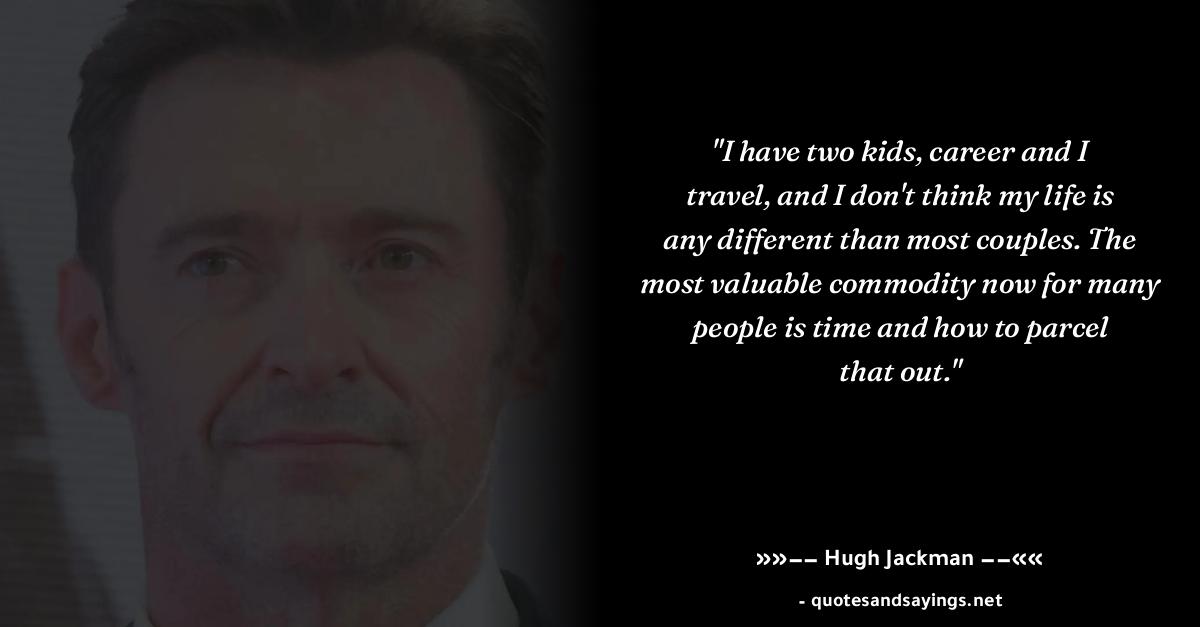 "I have two kids, career and I
travel, and I don't think my life is
any different than most couples. The
most valuable commodity now for many
people is time and how to parcel
that out."
»»−− Hugh Jackman −−««
- quotesandsayings.net